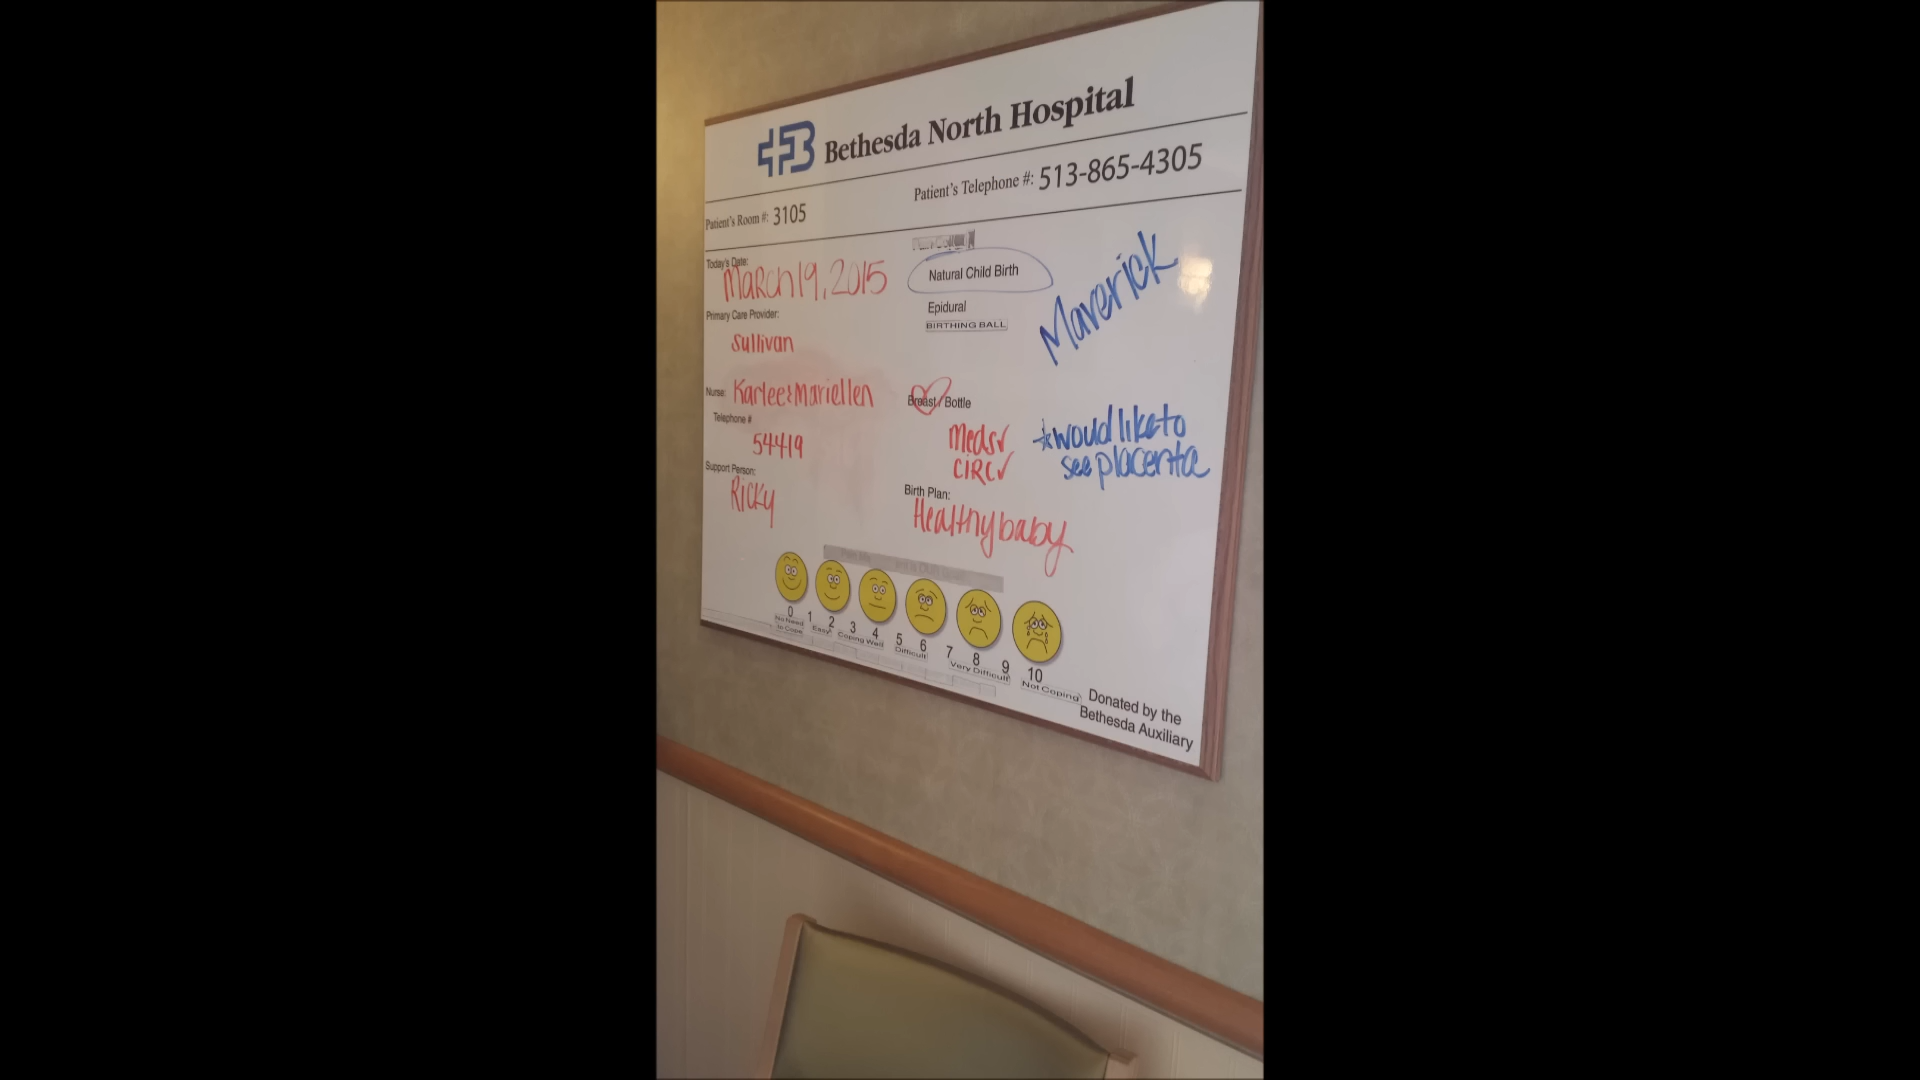 Bethesda North Hospital
Patient's Room #: 3105
Patient's Telephone #: 513-865-4305
Today's Date:
March 19, 2015
Primary Care Provider:
Sullivan
Nurse: Karlee & Mariellen
Telephone #
54419
Support Person:
Ricky
Natural Child Birth
Epidural
BIRTHING BALL
Maverick
Breast / Bottle
Meds✓
CIRC✓
☆would like to
see placenta
Birth Plan:
Healthy baby
0 1 2 3 4 5 6 7 8 9 10
No Need
to Cope
Easy
Coping Well
Difficult
Very Difficult
Not Coping
Donated by the
Bethesda Auxiliary